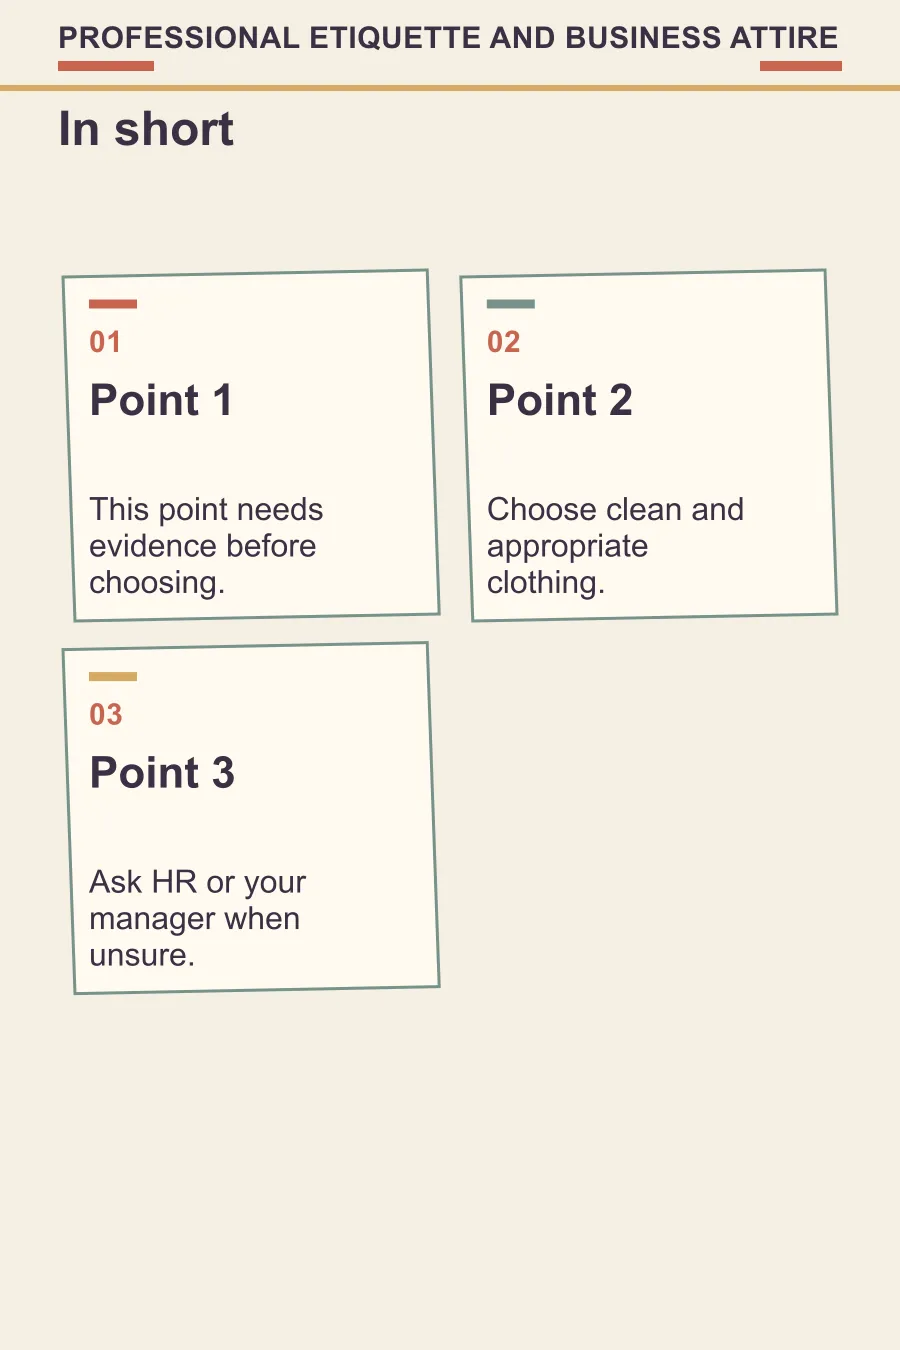 PROFESSIONAL ETIQUETTE AND BUSINESS ATTIRE
In short
01
Point 1
This point needs
evidence before
choosing.
02
Point 2
Choose clean and
appropriate
clothing.
03
Point 3
Ask HR or your
manager when
unsure.